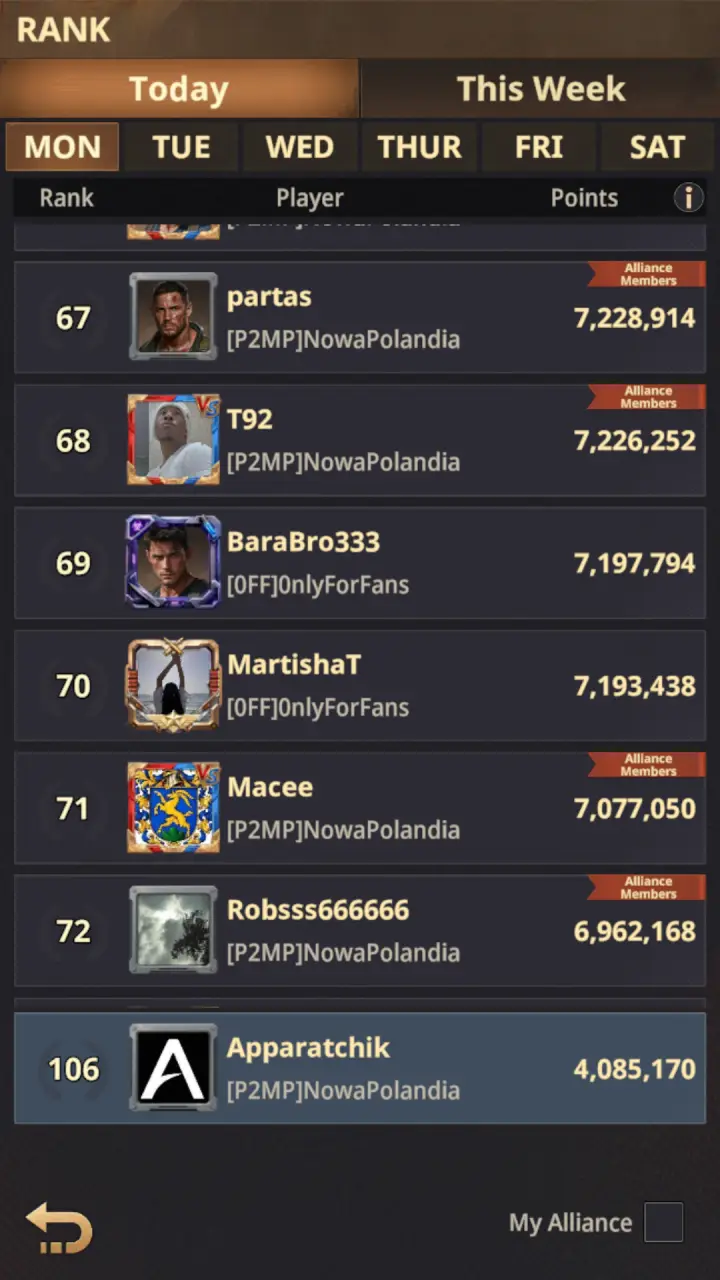 RANK
Today
This Week
MON TUE WED THUR FRI SAT
Rank Player Points i
Alliance
Members
67 partas 7,228,914
[P2MP]NowaPolandia
Alliance
Members
68 T92 7,226,252
[P2MP]NowaPolandia
69 BaraBro333 7,197,794
[0FF]0nlyForFans
70 MartishaT 7,193,438
[0FF]0nlyForFans
Alliance
Members
71 Macee 7,077,050
[P2MP]NowaPolandia
Alliance
Members
72 Robsss666666 6,962,168
[P2MP]NowaPolandia
106 Apparatchik 4,085,170
[P2MP]NowaPolandia
My Alliance